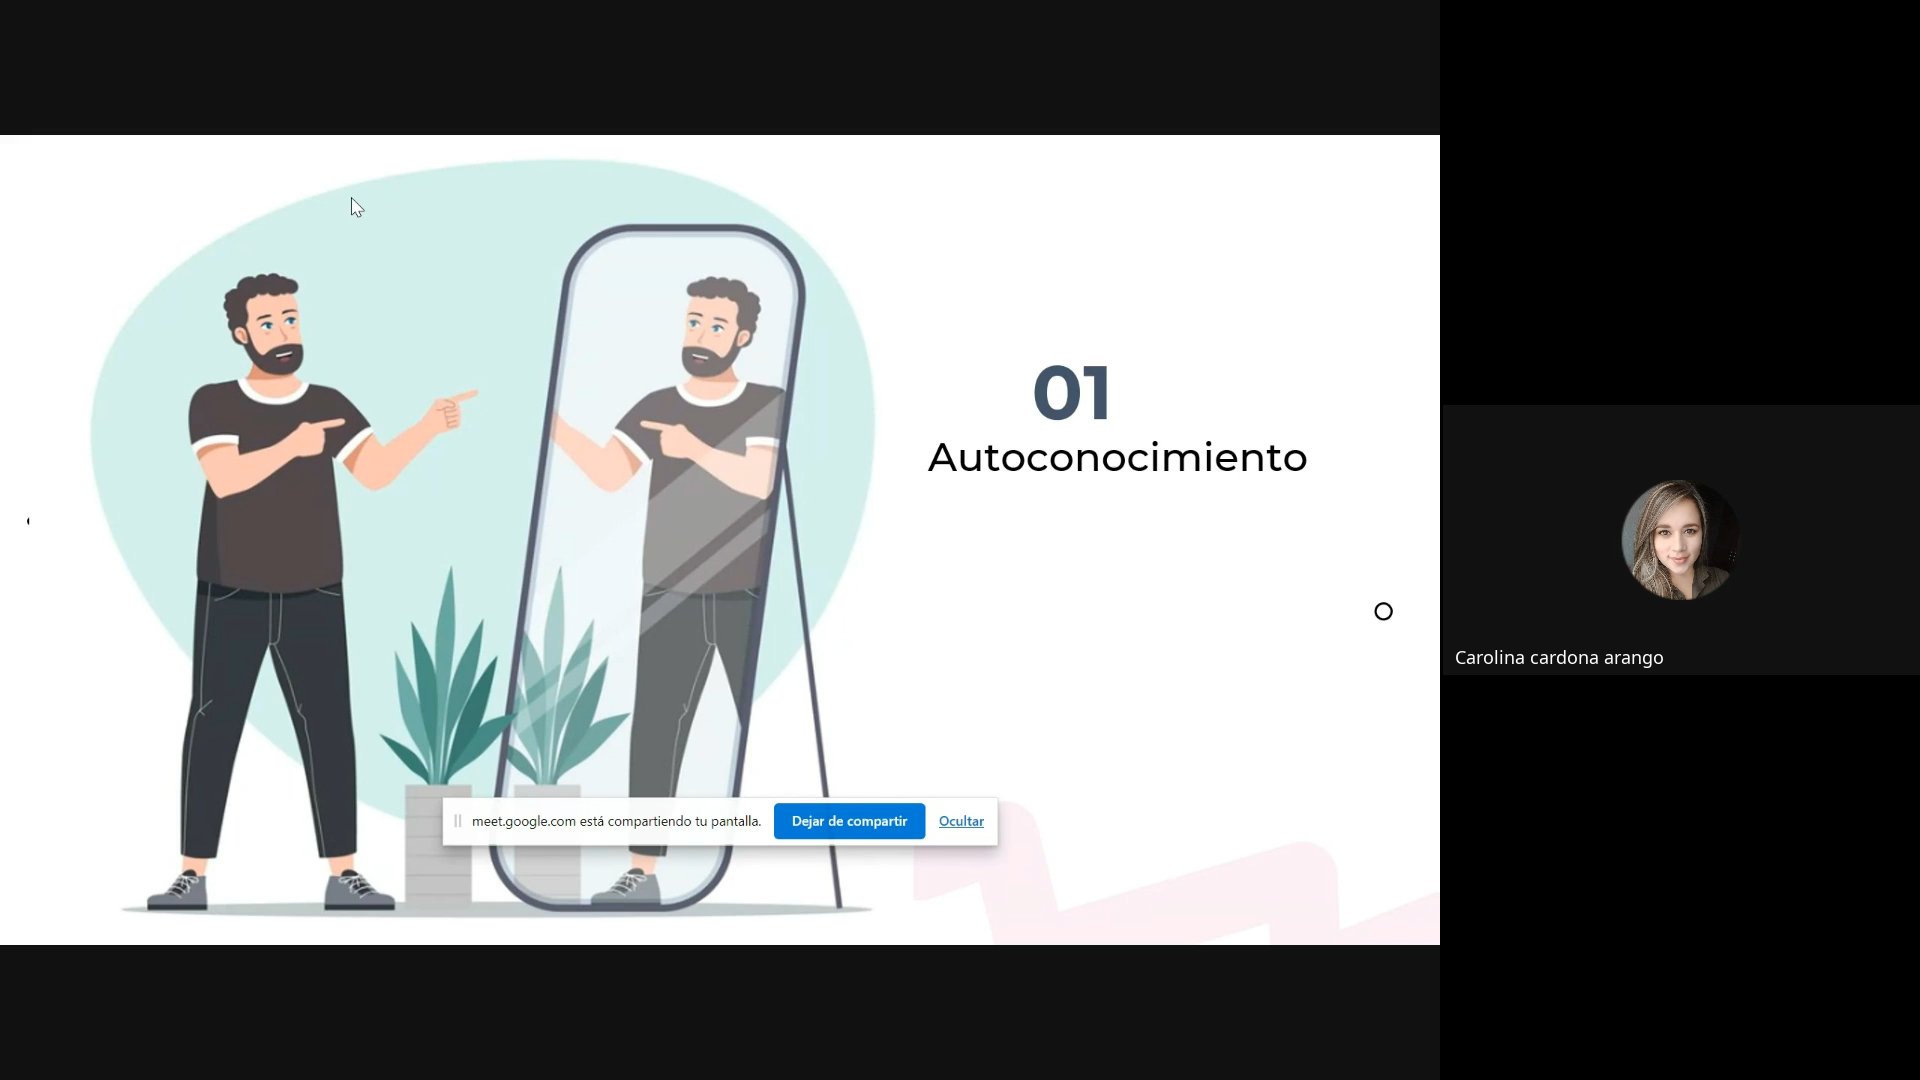 01
Autoconocimiento
Carolina cardona arango
meet.google.com está compartiendo tu pantalla. Dejar de compartir Ocultar